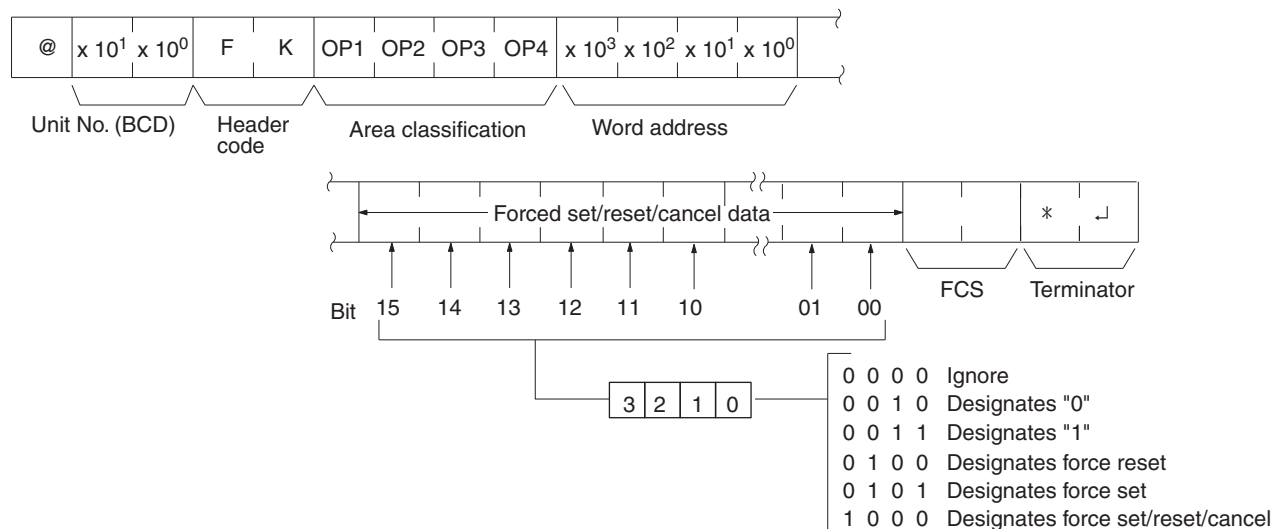 @ x 10¹ x 10⁰ F K OP1 OP2 OP3 OP4 x 10³ x 10² x 10¹ x 10⁰
Unit No. (BCD) Header code Area classification Word address
Forced set/reset/cancel data * ↵
FCS Terminator
Bit 15 14 13 12 11 10 01 00
3 2 1 0
0 0 0 0 Ignore
0 0 1 0 Designates "0"
0 0 1 1 Designates "1"
0 1 0 0 Designates force reset
0 1 0 1 Designates force set
1 0 0 0 Designates force set/reset/cancel